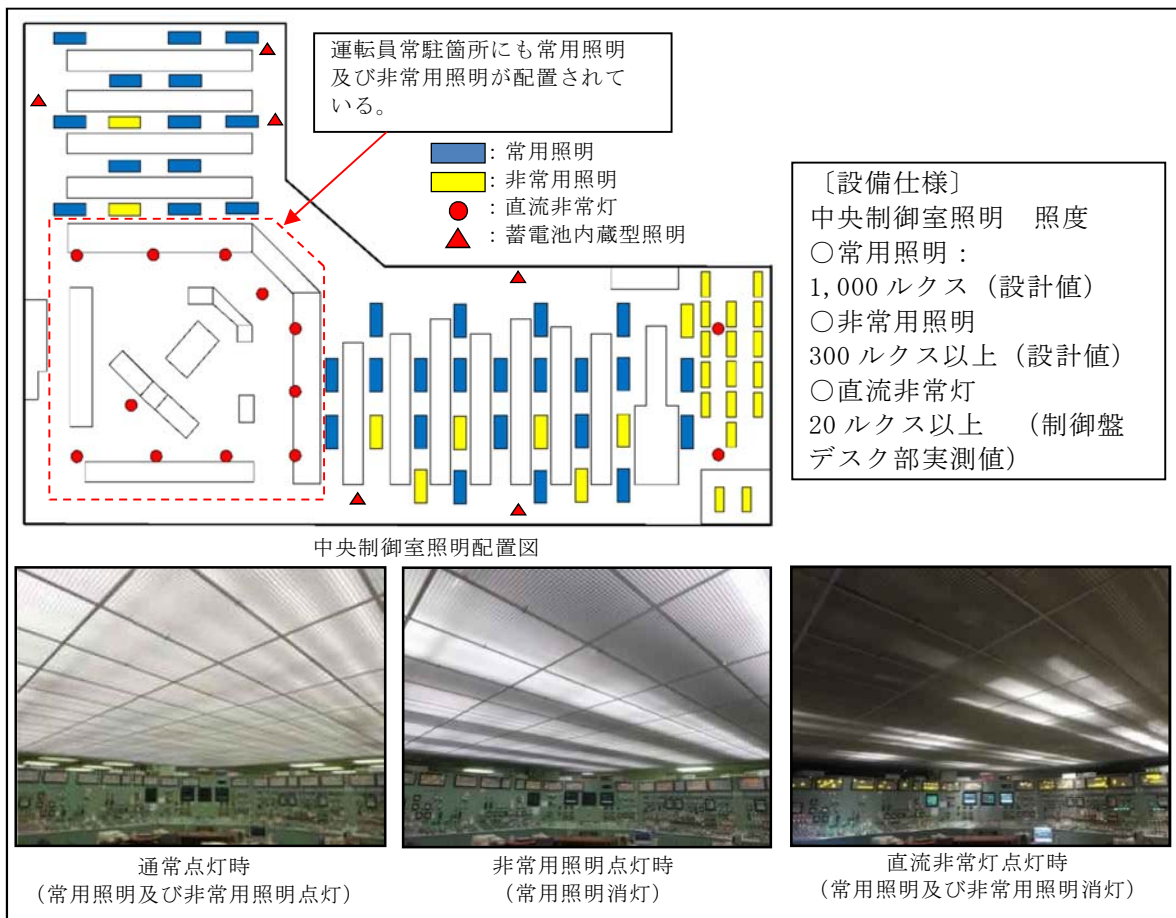 運転員常駐箇所にも常用照明
及び非常用照明が配置されて
いる。
：常用照明
：非常用照明
：直流非常灯
：蓄電池内蔵型照明
〔設備仕様〕
中央制御室照明　照度
○常用照明：
1,000 ルクス（設計値）
○非常用照明
300 ルクス以上（設計値）
○直流非常灯
20 ルクス以上　（制御盤
デスク部実測値）
中央制御室照明配置図
通常点灯時
（常用照明及び非常用照明点灯）
非常用照明点灯時
（常用照明消灯）
直流非常灯点灯時
（常用照明及び非常用照明消灯）